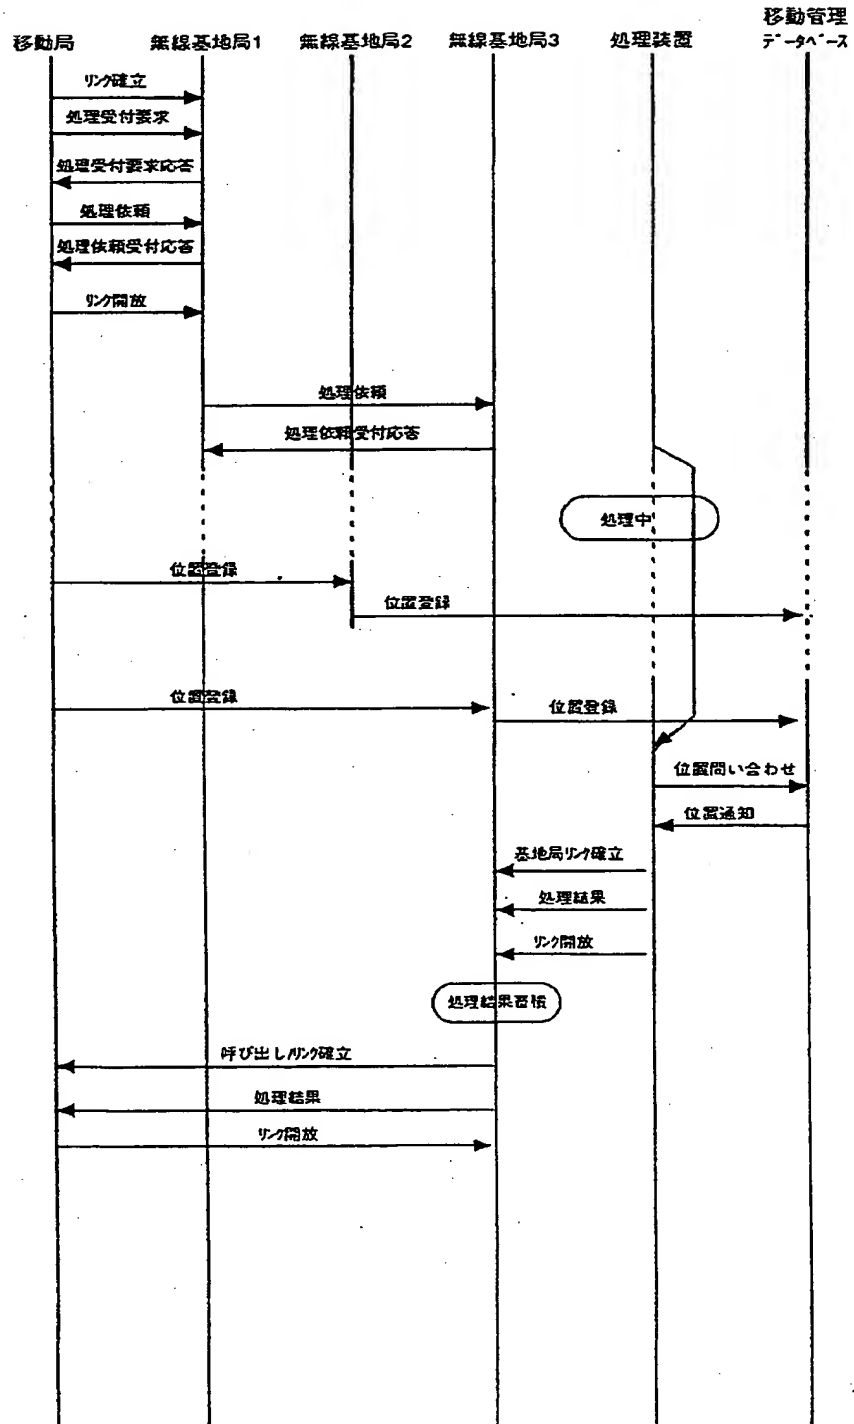 移動局
無線基地局1
無線基地局2
無線基地局3
処理装置
移動管理
データベース
リンク確立
処理受付要求
処理受付要求応答
処理依頼
処理依頼受付応答
リンク開放
処理依頼
処理依頼受付応答
処理中
位置登録
位置登録
位置登録
位置登録
位置問い合わせ
位置通知
基地局リンク確立
処理結果
リンク開放
処理結果蓄積
呼び出し/リンク確立
処理結果
リンク開放